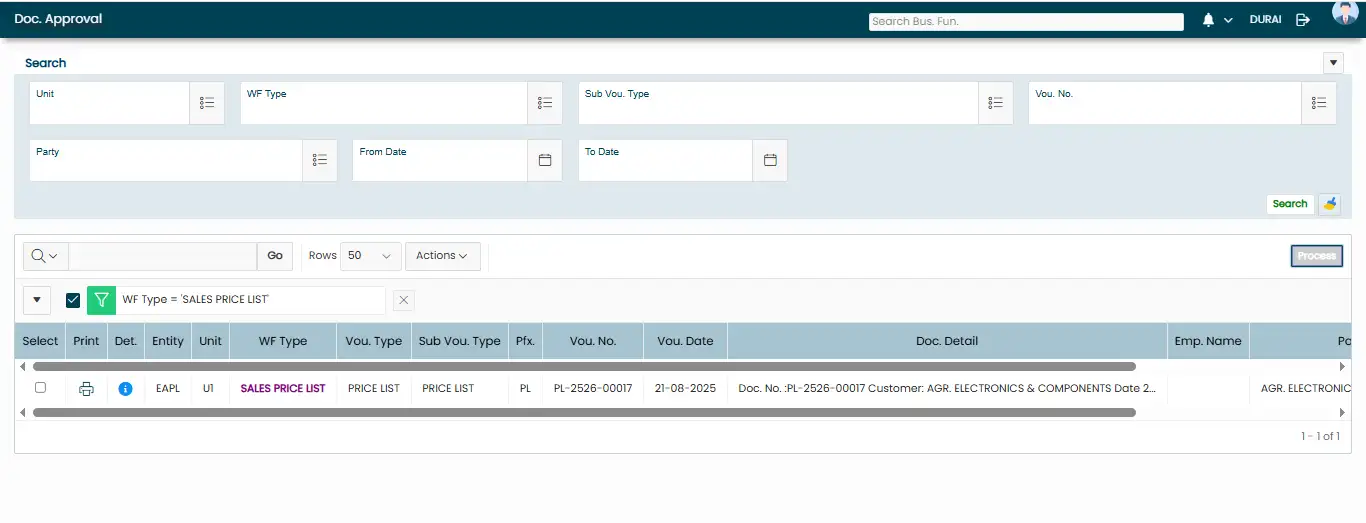 Doc. Approval
Search Bus. Fun.
DURAI
Search
Unit
WF Type
Sub Vou. Type
Vou. No.
Party
From Date
To Date
Search
Go
Rows
50
Actions
Process
WF Type = 'SALES PRICE LIST'
Select Print Det. Entity Unit WF Type Vou. Type Sub Vou. Type Pfx. Vou. No. Vou. Date Doc. Detail Emp. Name Pa
EAPL U1 SALES PRICE LIST PRICE LIST PRICE LIST PL PL-2526-00017 21-08-2025 Doc. No. :PL-2526-00017 Customer: AGR. ELECTRONICS & COMPONENTS Date 2... AGR. ELECTRONIC
1 - 1 of 1